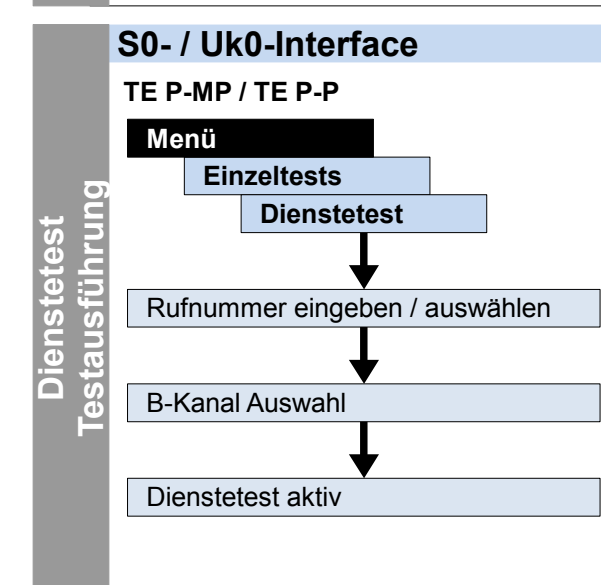 S0- / Uk0-Interface
TE P-MP / TE P-P
Menü
Einzeltests
Dienstetest
Rufnummer eingeben / auswählen
B-Kanal Auswahl
Dienstetest aktiv
Dienstetest
Testausführung